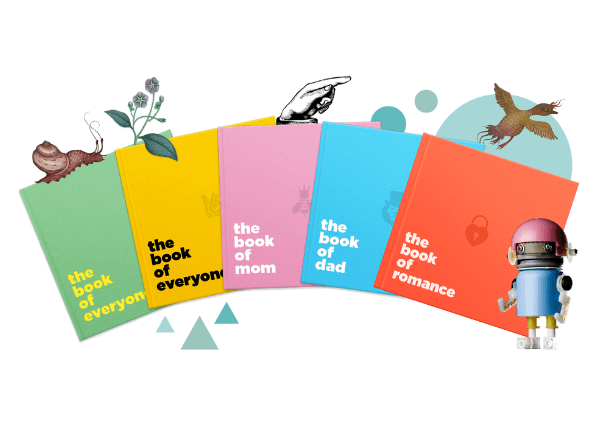 the
book
of
everyone
the
book
of
everyone
the
book
of
mom
the
book
of
dad
the
book
of
romance